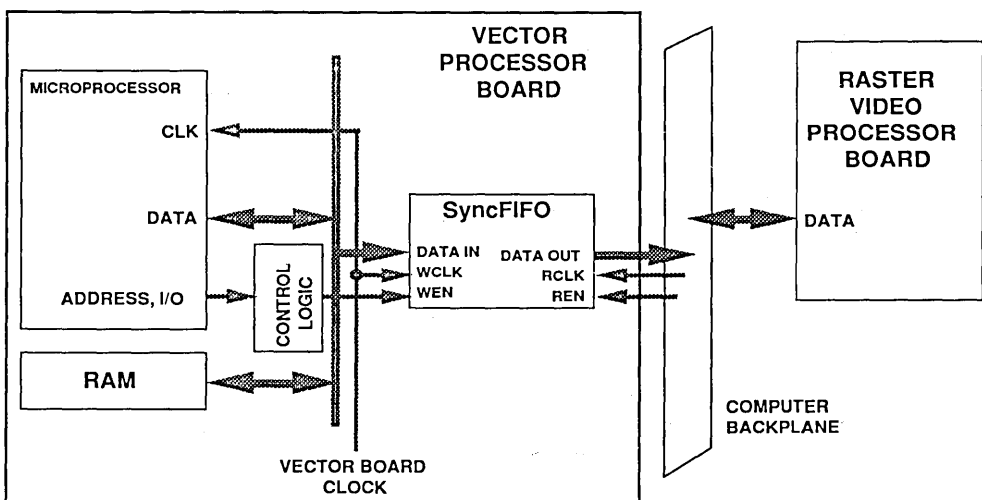 VECTOR
PROCESSOR
BOARD
MICROPROCESSOR
CLK
DATA
ADDRESS, I/O
CONTROL
LOGIC
RAM
SyncFIFO
DATA IN
WCLK
WEN
DATA OUT
RCLK
REN
VECTOR BOARD
CLOCK
COMPUTER
BACKPLANE
RASTER
VIDEO
PROCESSOR
BOARD
DATA